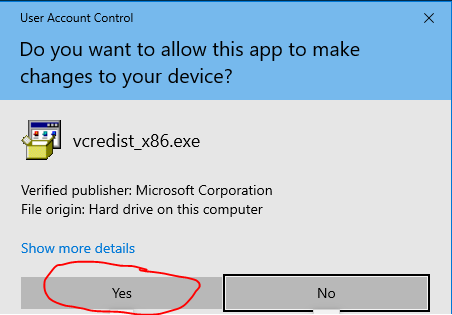 User Account Control
Do you want to allow this app to make
changes to your device?
vcredist_x86.exe
Verified publisher: Microsoft Corporation
File origin: Hard drive on this computer
Show more details
Yes
No